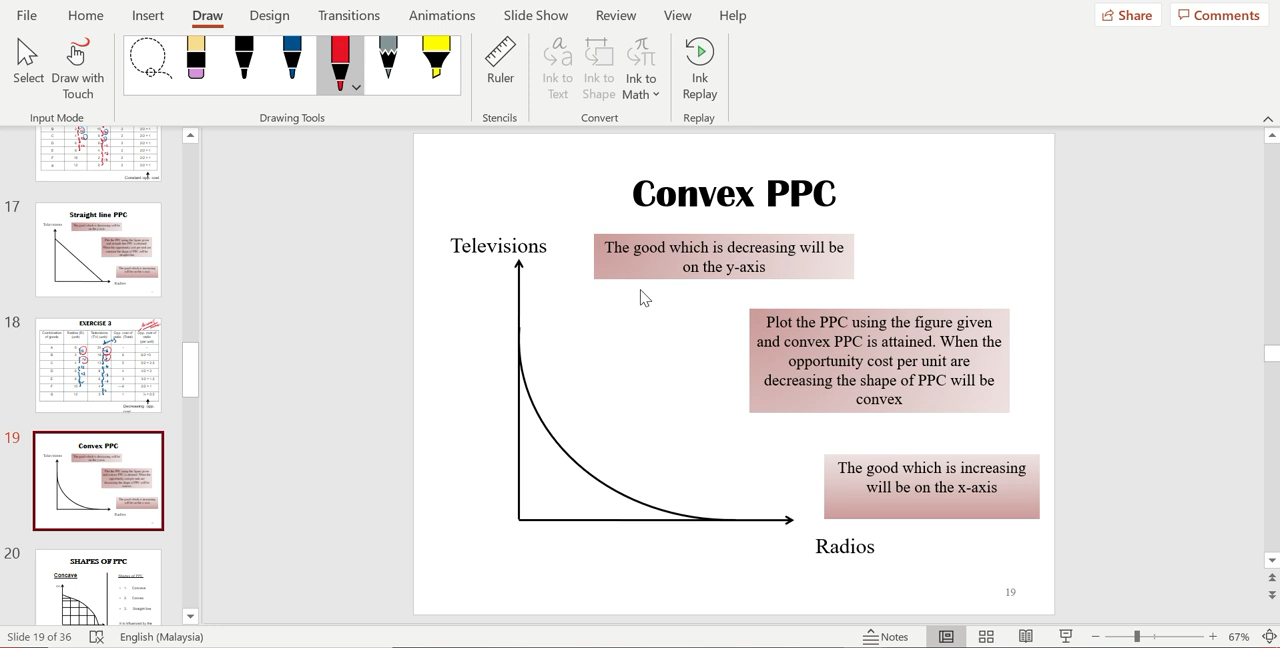 File Home Insert Draw Design Transitions Animations Slide Show Review View Help Share Comments
Select
Draw with
Touch
Ruler
Ink to
Text
Ink to
Shape
Ink to
Math
Ink
Replay
Input Mode Drawing Tools Stencils Convert Replay
17
Straight line PPC
Televisions
Radios
18
EXERCISE 3
19
Convex PPC
Televisions
Radios
20
SHAPES OF PPC
Concave
Convex PPC
Televisions
The good which is decreasing will be
on the y-axis
Plot the PPC using the figure given
and convex PPC is attained. When the
opportunity cost per unit are
decreasing the shape of PPC will be
convex
The good which is increasing
will be on the x-axis
Radios
19
Slide 19 of 36 English (Malaysia) Notes 67%